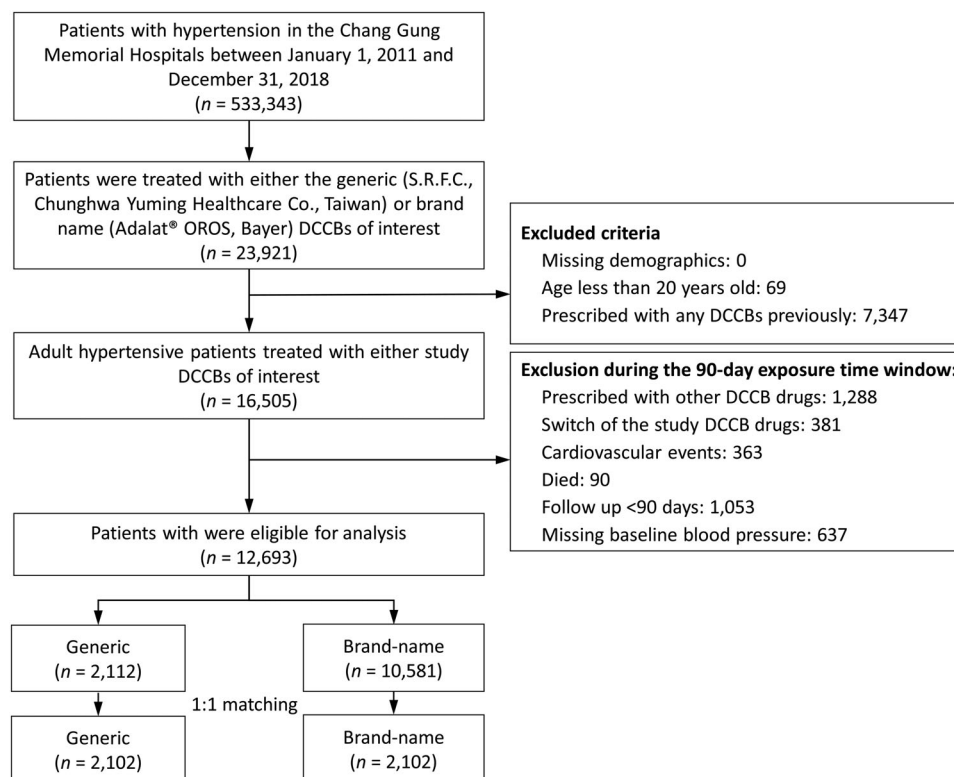 Patients with hypertension in the Chang Gung
Memorial Hospitals between January 1, 2011 and
December 31, 2018
(n = 533,343)
Patients were treated with either the generic (S.R.F.C.,
Chunghwa Yuming Healthcare Co., Taiwan) or brand
name (Adalat® OROS, Bayer) DCCBs of interest
(n = 23,921)
Excluded criteria
Missing demographics: 0
Age less than 20 years old: 69
Prescribed with any DCCBs previously: 7,347
Adult hypertensive patients treated with either study
DCCBs of interest
(n = 16,505)
Exclusion during the 90-day exposure time window:
Prescribed with other DCCB drugs: 1,288
Switch of the study DCCB drugs: 381
Cardiovascular events: 363
Died: 90
Follow up <90 days: 1,053
Missing baseline blood pressure: 637
Patients with were eligible for analysis
(n = 12,693)
Generic
(n = 2,112)
Brand-name
(n = 10,581)
1:1 matching
Generic
(n = 2,102)
Brand-name
(n = 2,102)